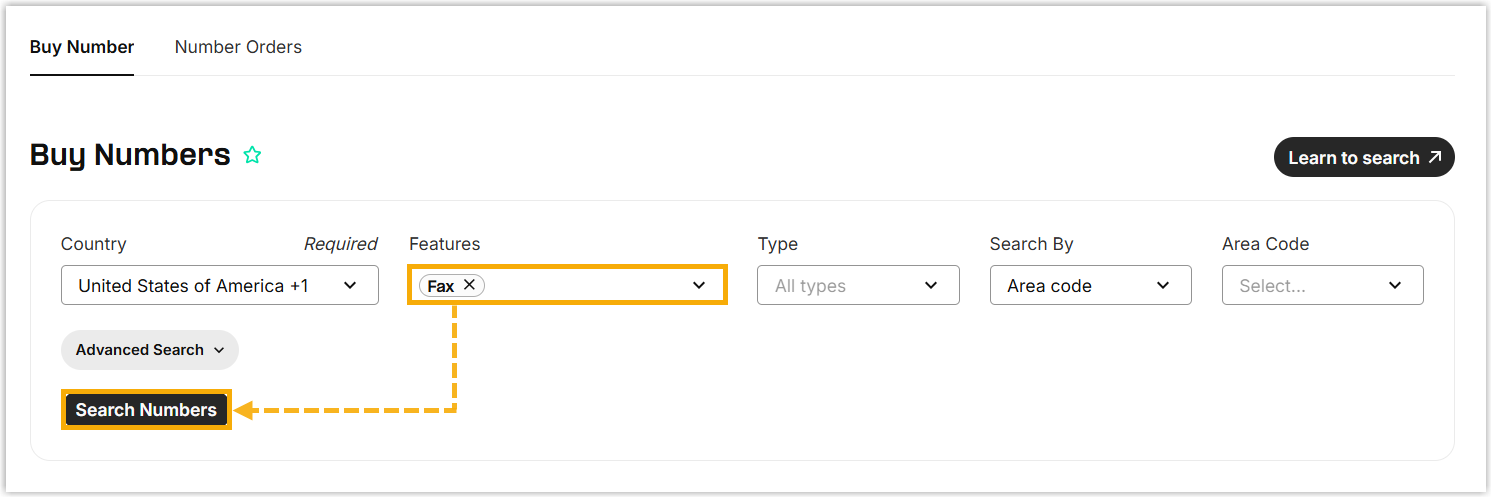 Buy Number Number Orders
Buy Numbers
Learn to search
Country Required Features Type Search By Area Code
United States of America +1 Fax All types Area code Select...
Advanced Search
Search Numbers